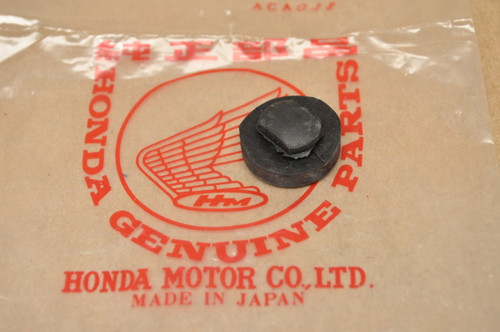 HONDA GENUINE PARTS
HM
HONDA MOTOR CO.,LTD.
MADE IN JAPAN